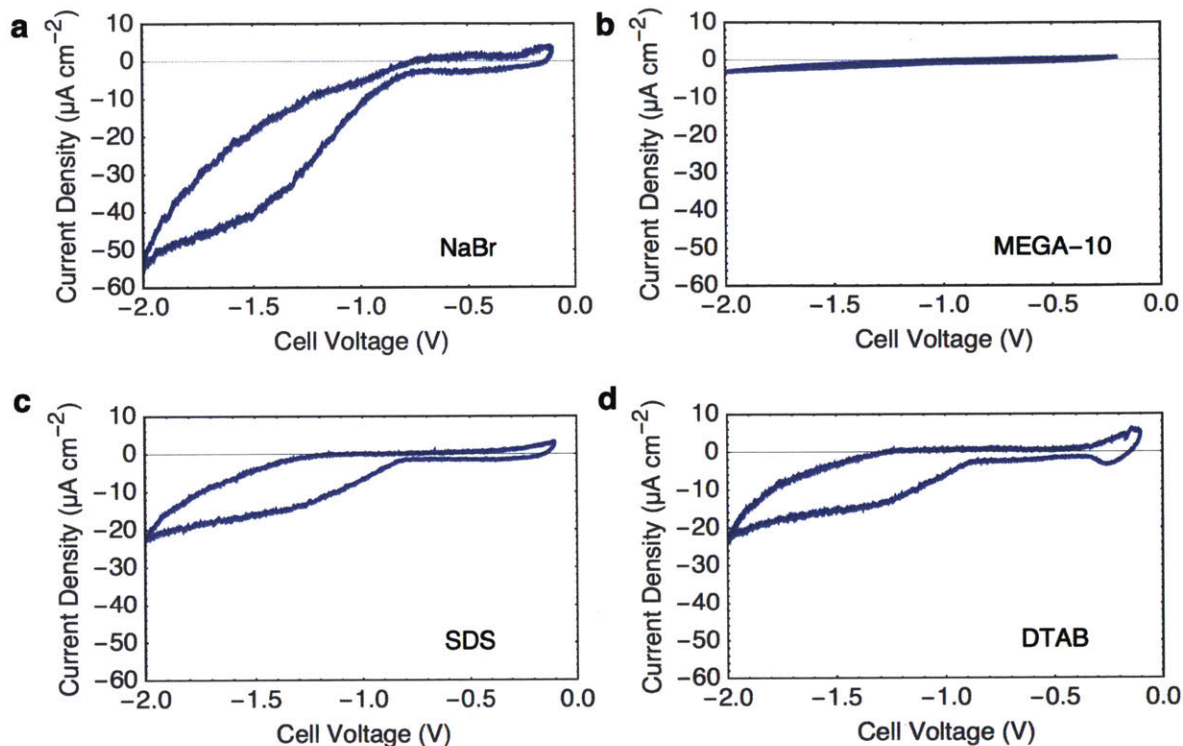 a
Current Density (µA cm−2)
10
0
−10
−20
−30
−40
−50
−60
NaBr
−2.0 −1.5 −1.0 −0.5 0.0
Cell Voltage (V)
b
Current Density (µA cm−2)
10
0
−10
−20
−30
−40
−50
−60
MEGA−10
−2.0 −1.5 −1.0 −0.5 0.0
Cell Voltage (V)
c
Current Density (µA cm−2)
10
0
−10
−20
−30
−40
−50
−60
SDS
−2.0 −1.5 −1.0 −0.5 0.0
Cell Voltage (V)
d
Current Density (µA cm−2)
10
0
−10
−20
−30
−40
−50
−60
DTAB
−2.0 −1.5 −1.0 −0.5 0.0
Cell Voltage (V)